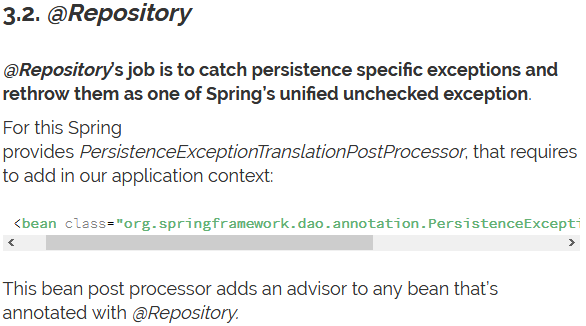 3.2. @Repository
@Repository’s job is to catch persistence specific exceptions and
rethrow them as one of Spring’s unified unchecked exception.
For this Spring
provides PersistenceExceptionTranslationPostProcessor, that requires
to add in our application context:
<bean class="org.springframework.dao.annotation.PersistenceExcepti
This bean post processor adds an advisor to any bean that’s
annotated with @Repository.